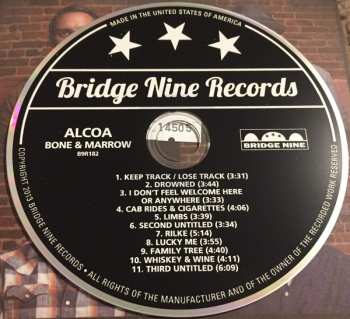 MADE IN THE UNITED STATES OF AMERICA
Bridge Nine Records
14505
ALCOA
BONE & MARROW
B9R182
BRIDGE NINE
1. KEEP TRACK / LOSE TRACK (3:31)
2. DROWNED (3:44)
3. I DON'T FEEL WELCOME HERE
OR ANYWHERE (3:33)
4. CAB RIDES & CIGARETTES (4:06)
5. LIMBS (3:39)
6. SECOND UNTITLED (3:34)
7. RILKE (5:14)
8. LUCKY ME (3:55)
9. FAMILY TREE (4:40)
10. WHISKEY & WINE (4:11)
11. THIRD UNTITLED (6:09)
COPYRIGHT 2013 BRIDGE NINE RECORDS • ALL RIGHTS OF THE MANUFACTURER AND OF THE OWNER OF THE RECORDED WORK RESERVED